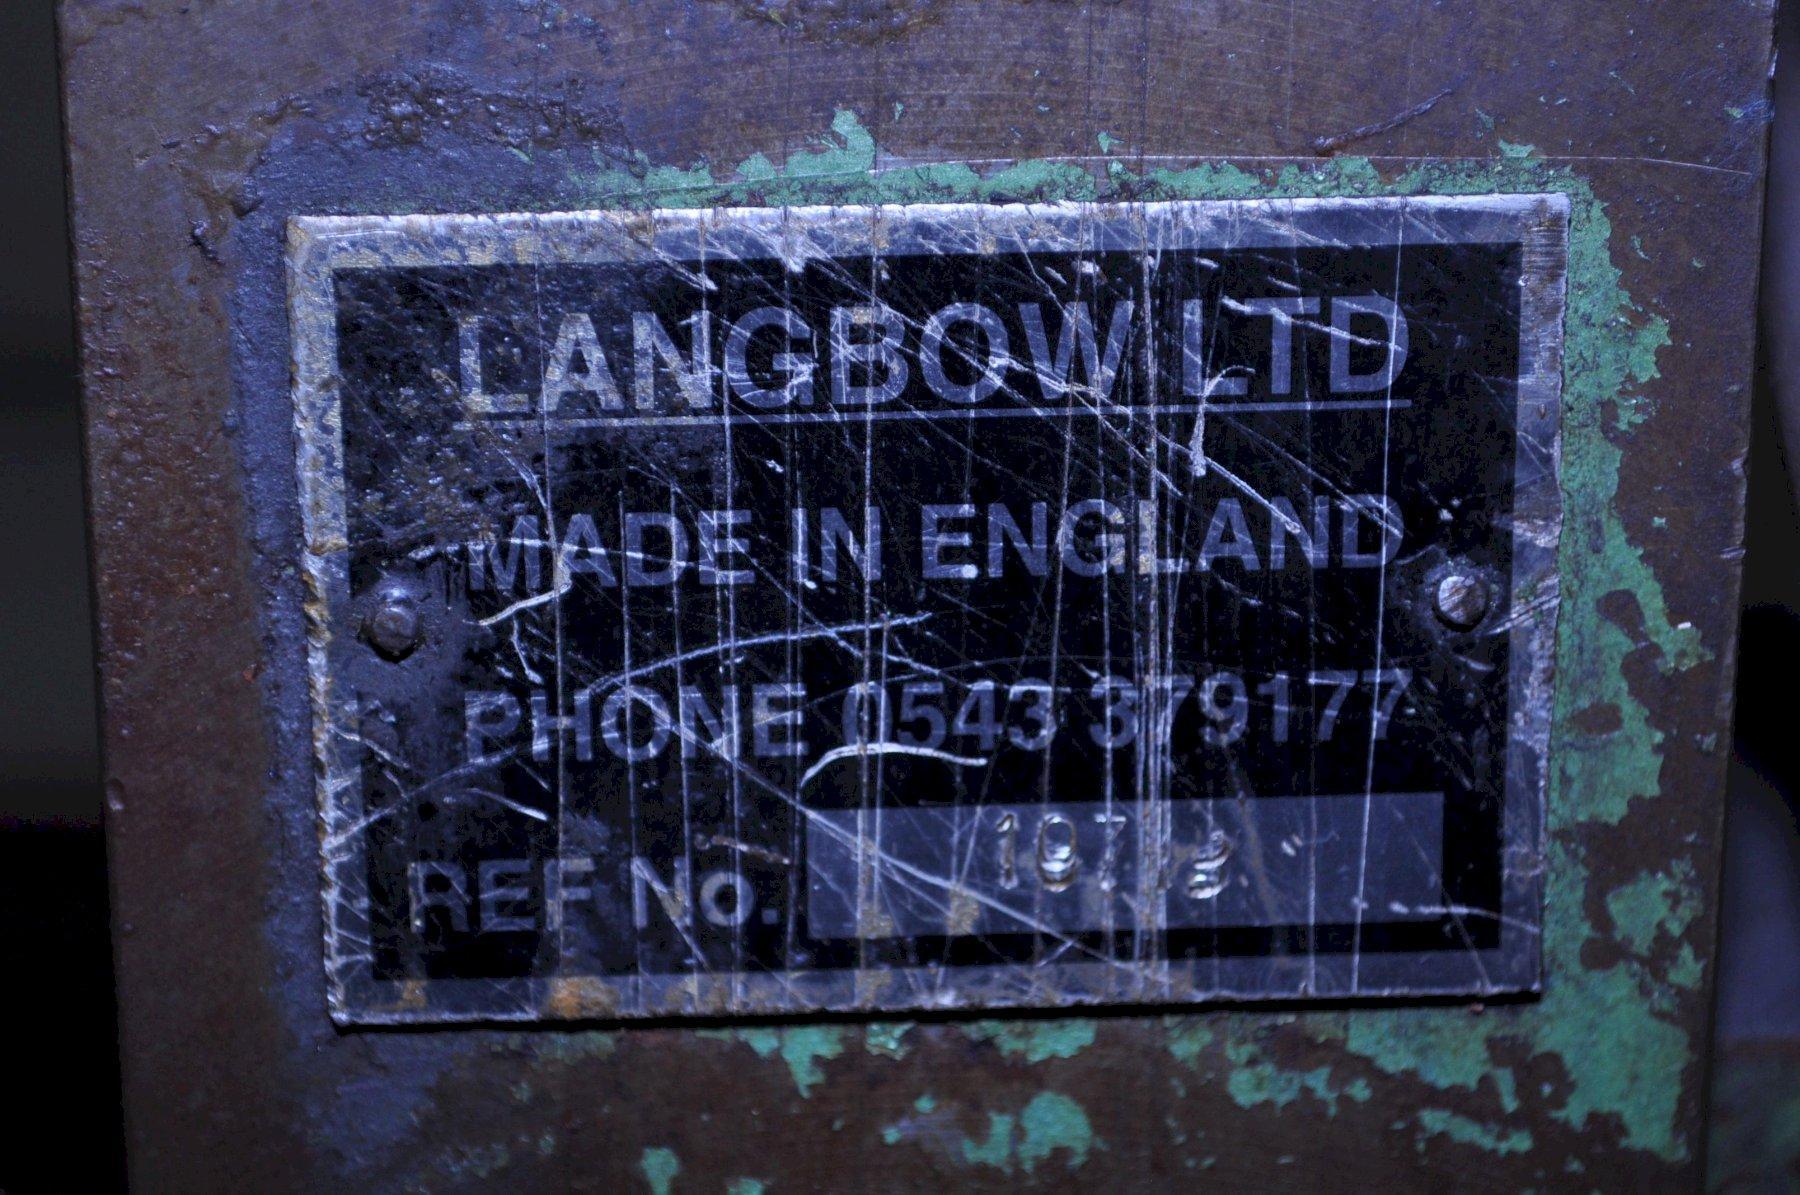 LANGBOW LTD
MADE IN ENGLAND
PHONE 0543 379177
REF No.